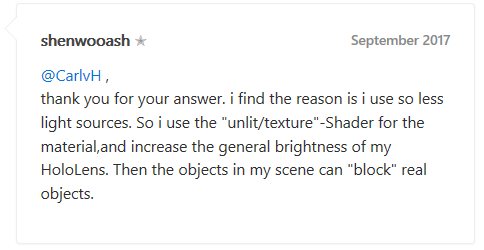 shenwooash ★ September 2017
@CarlvH ,
thank you for your answer. i find the reason is i use so less
light sources. So i use the "unlit/texture"-Shader for the
material,and increase the general brightness of my
HoloLens. Then the objects in my scene can "block" real
objects.